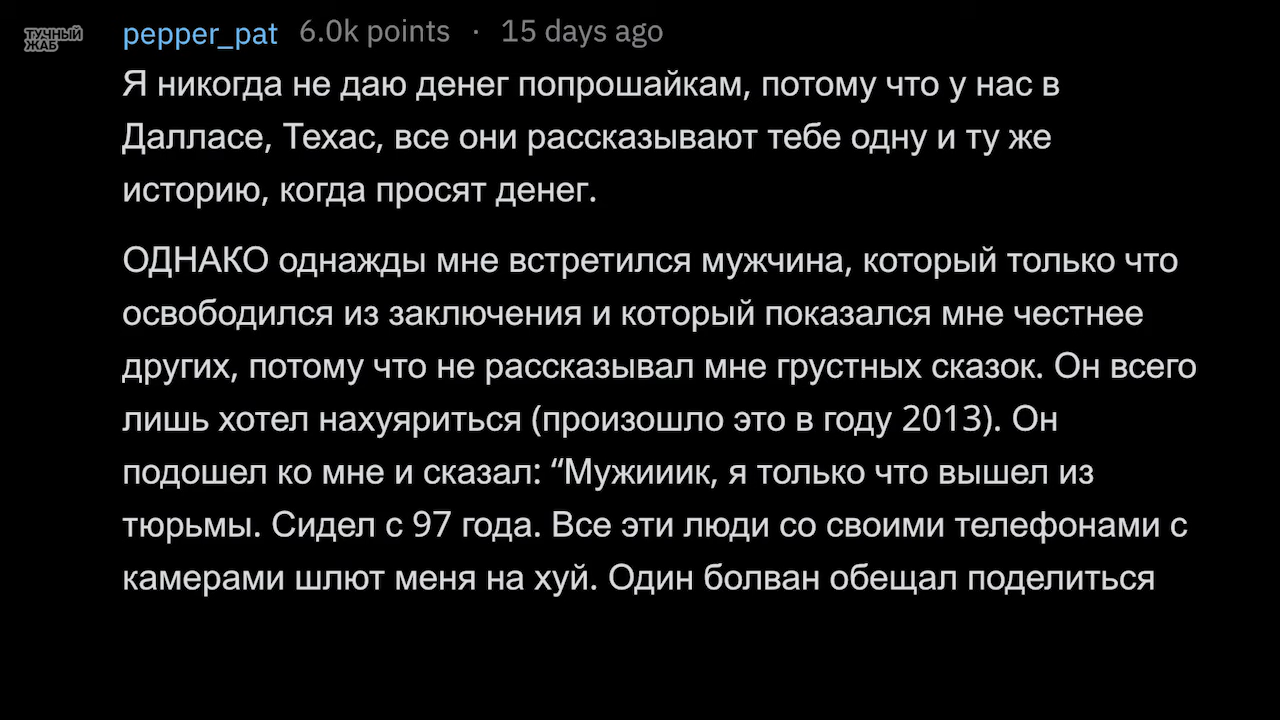 ТУЧНЫЙ
ЖАБ
pepper_pat 6.0k points · 15 days ago
Я никогда не даю денег попрошайкам, потому что у нас в
Далласе, Техас, все они рассказывают тебе одну и ту же
историю, когда просят денег.
ОДНАКО однажды мне встретился мужчина, который только что
освободился из заключения и который показался мне честнее
других, потому что не рассказывал мне грустных сказок. Он всего
лишь хотел нахуяриться (произошло это в году 2013). Он
подошел ко мне и сказал: “Мужииик, я только что вышел из
тюрьмы. Сидел с 97 года. Все эти люди со своими телефонами с
камерами шлют меня на хуй. Один болван обещал поделиться